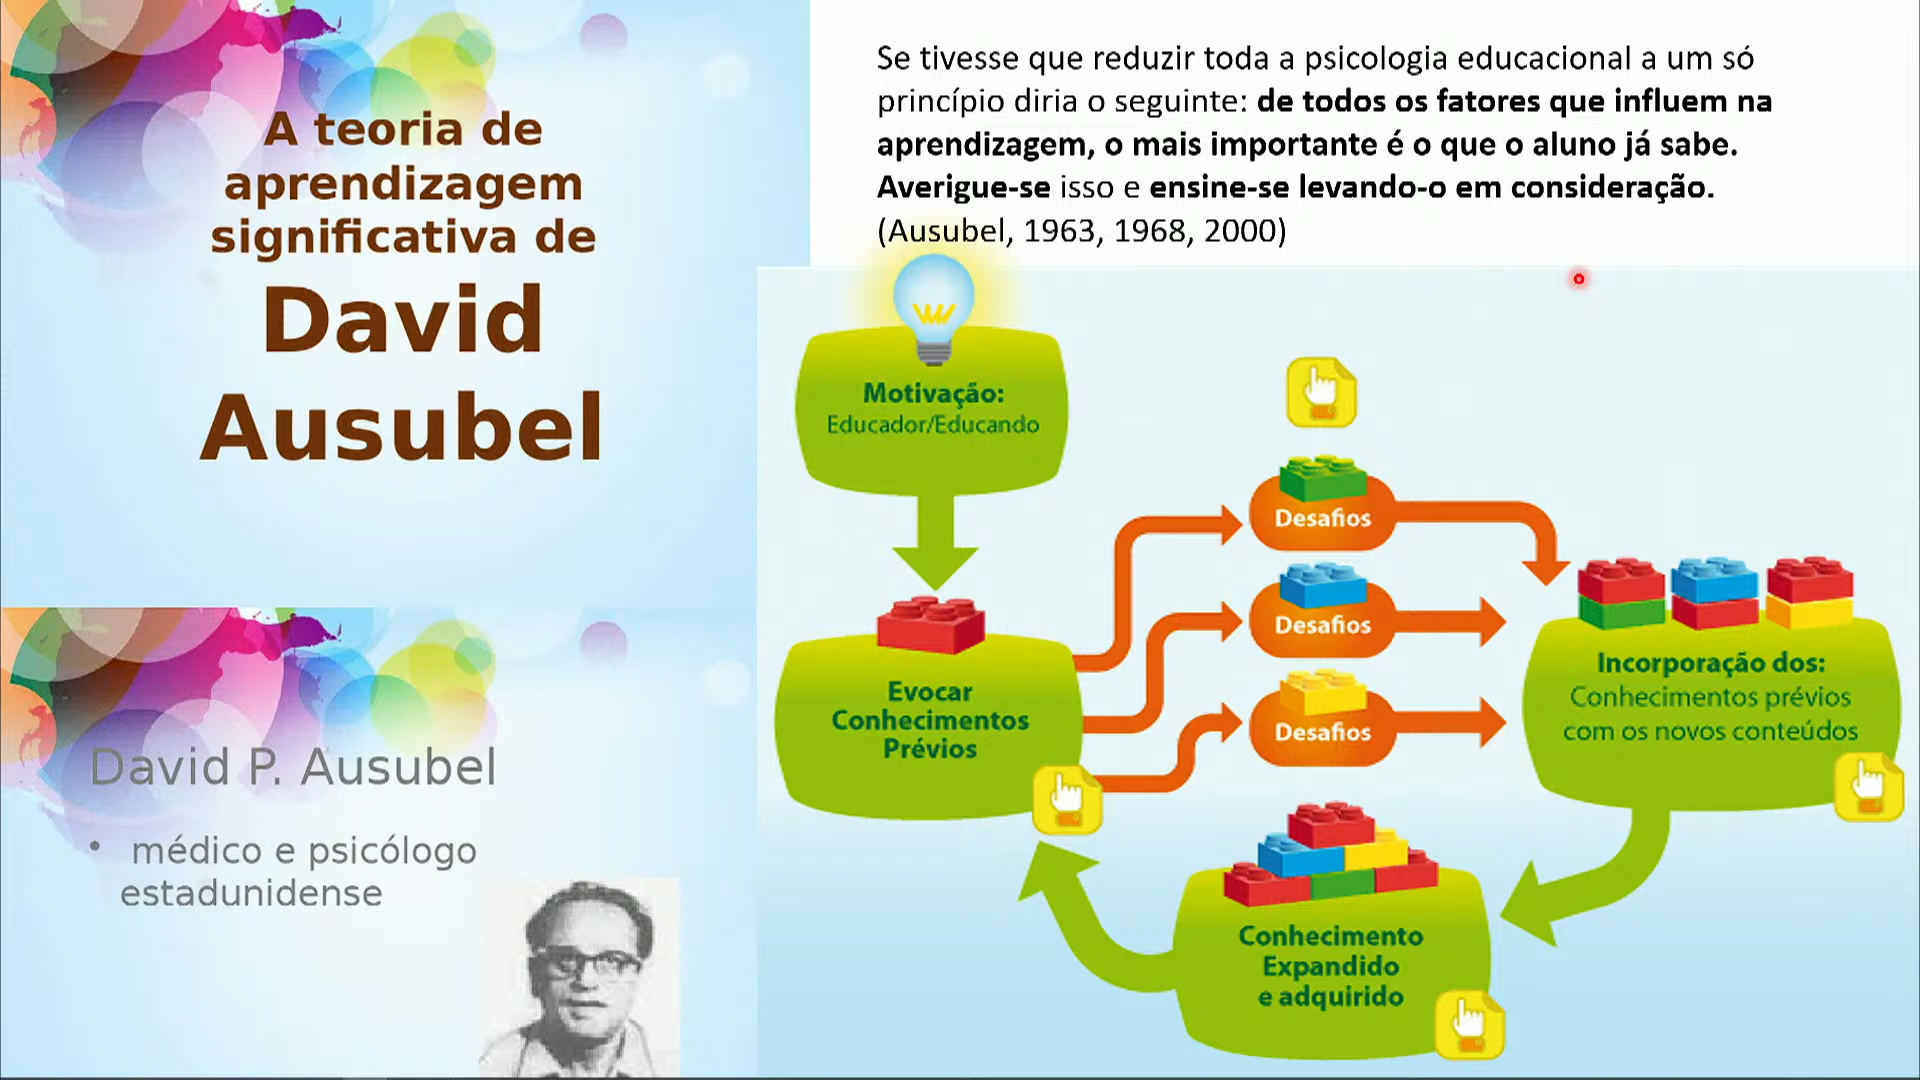 A teoria de
aprendizagem
significativa de
David
Ausubel
David P. Ausubel
• médico e psicólogo
estadunidense
Se tivesse que reduzir toda a psicologia educacional a um só
princípio diria o seguinte: de todos os fatores que influem na
aprendizagem, o mais importante é o que o aluno já sabe.
Averigue-se isso e ensine-se levando-o em consideração.
(Ausubel, 1963, 1968, 2000)
Motivação:
Educador/Educando
Evocar
Conhecimentos
Prévios
Desafios
Desafios
Desafios
Incorporação dos:
Conhecimentos prévios
com os novos conteúdos
Conhecimento
Expandido
e adquirido